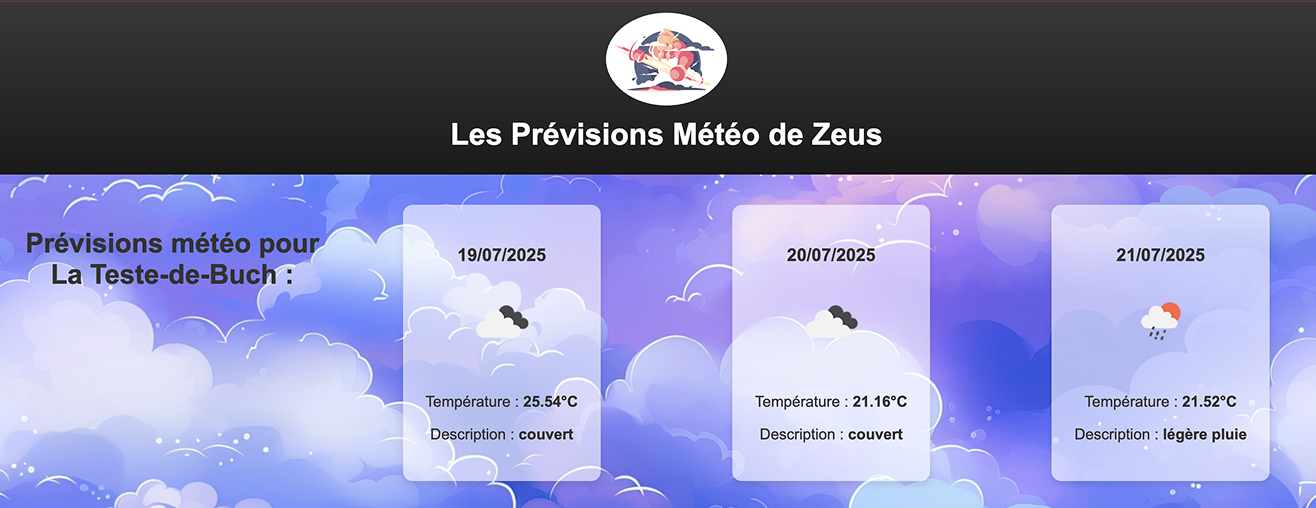 Les Prévisions Météo de Zeus
Prévisions météo pour
La Teste-de-Buch :
19/07/2025
Température : 25.54°C
Description : couvert
20/07/2025
Température : 21.16°C
Description : couvert
21/07/2025
Température : 21.52°C
Description : légère pluie